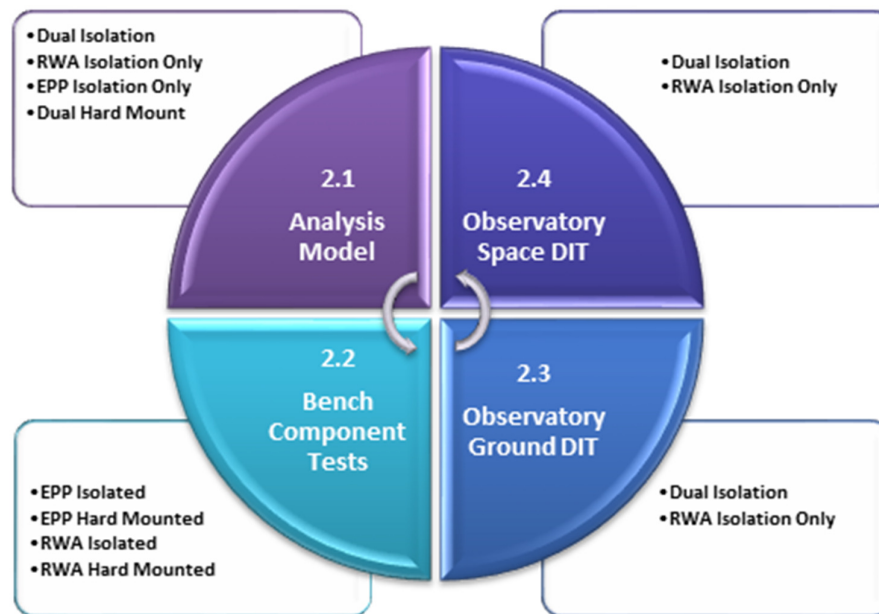 •Dual Isolation
•RWA Isolation Only
•EPP Isolation Only
•Dual Hard Mount
2.1
Analysis
Model
2.4
Observatory
Space DIT
•Dual Isolation
•RWA Isolation Only
2.2
Bench
Component
Tests
•EPP Isolated
•EPP Hard Mounted
•RWA Isolated
•RWA Hard Mounted
2.3
Observatory
Ground DIT
•Dual Isolation
•RWA Isolation Only